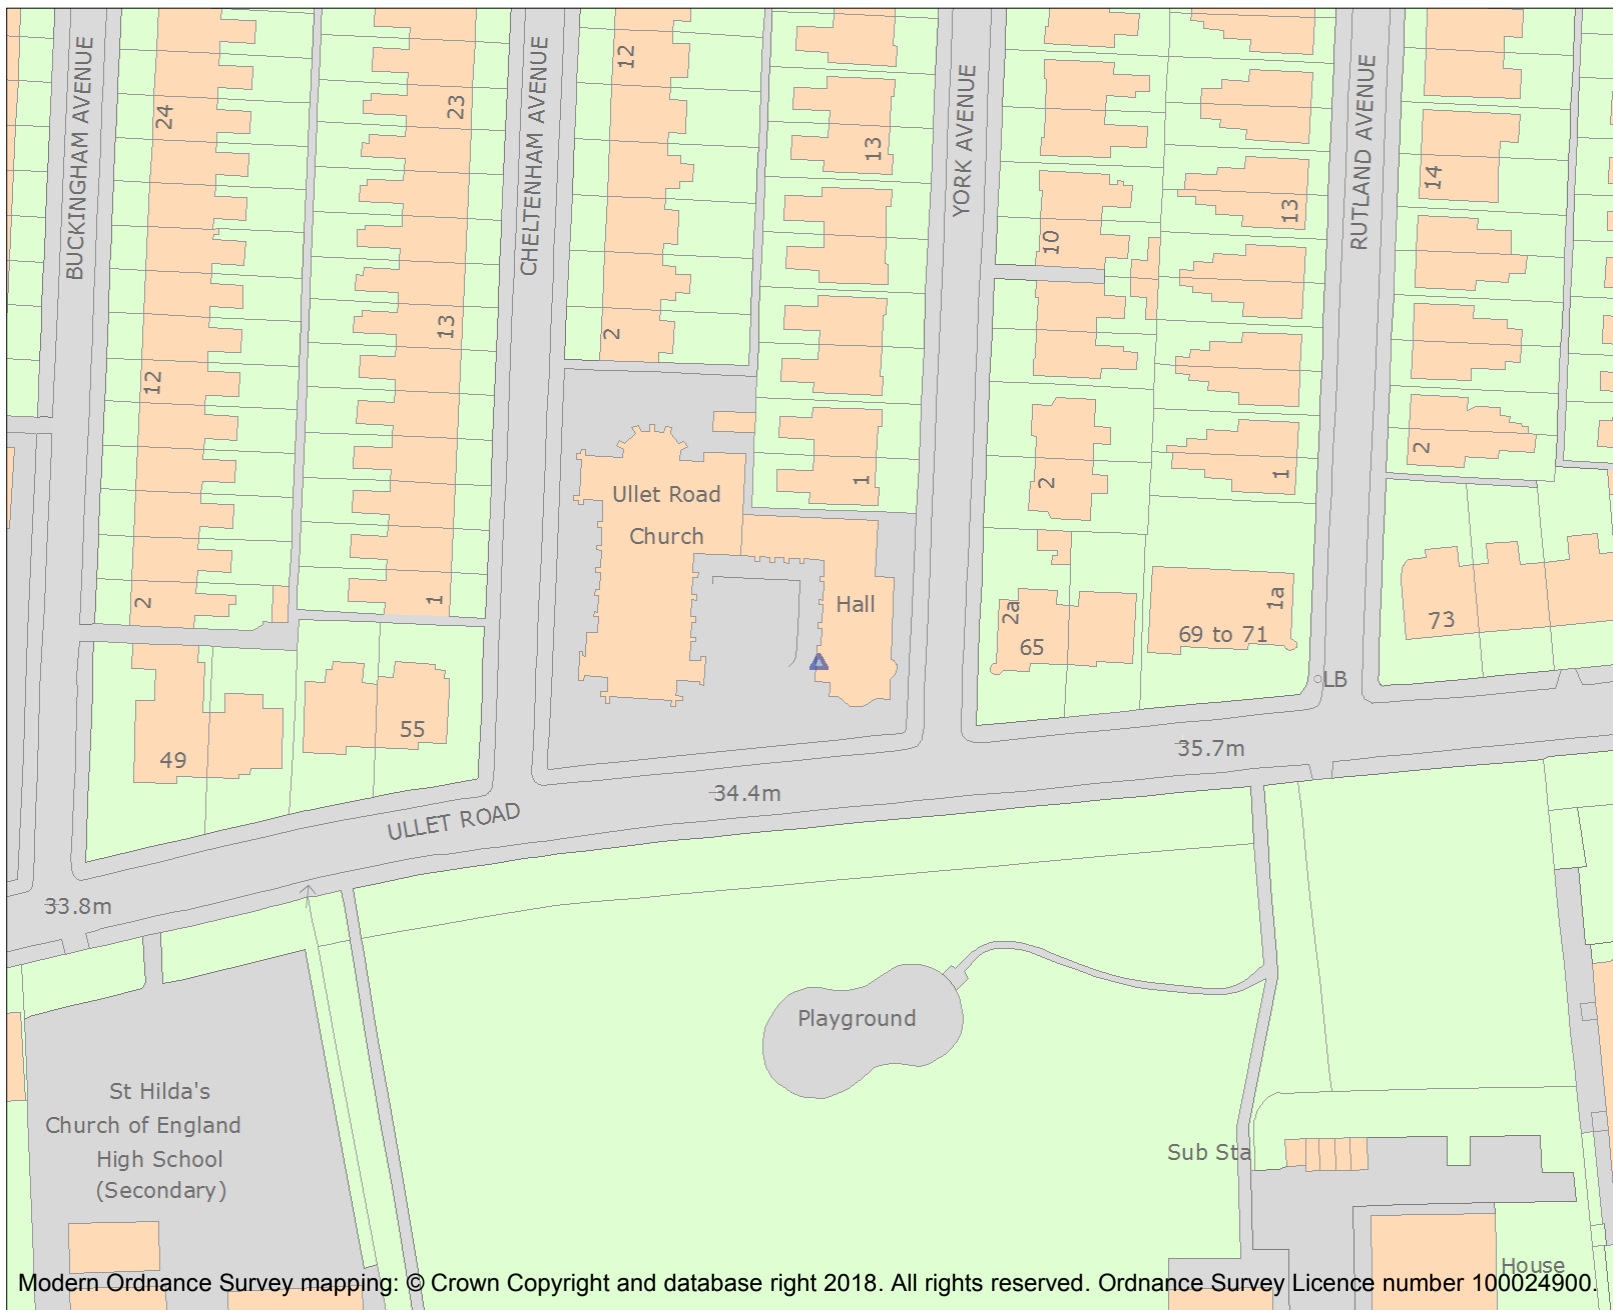 BUCKINGHAM AVENUE
CHELTENHAM AVENUE
YORK AVENUE
RUTLAND AVENUE
24
23
12
13
14
13
10
12
13
2
2
1
2
1
2
1
Ullet Road
Church
Hall
2a
65
69 to 71
1a
73
LB
49
55
35.7m
34.4m
ULLET ROAD
33.8m
Playground
St Hilda's
Church of England
High School
(Secondary)
Sub Sta
House
Modern Ordnance Survey mapping: © Crown Copyright and database right 2018. All rights reserved. Ordnance Survey Licence number 100024900.